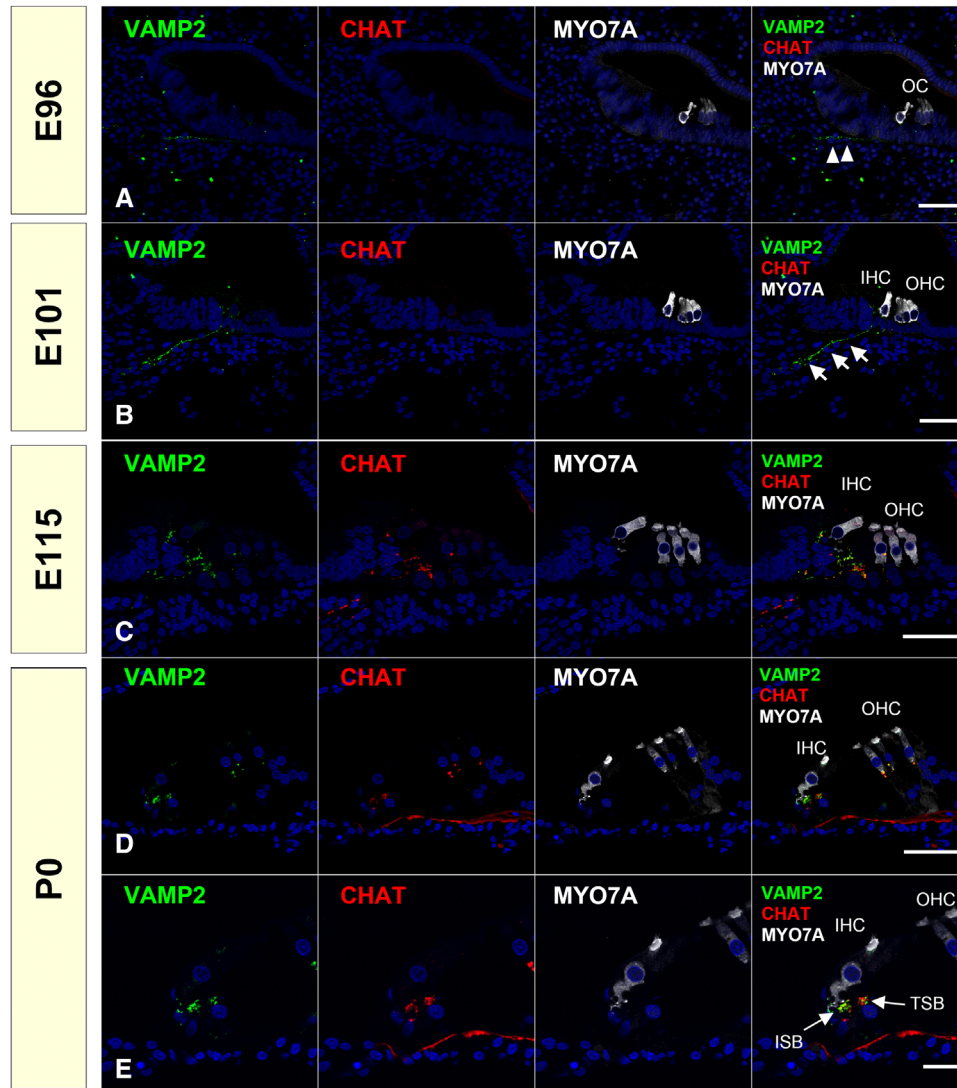 E96
VAMP2 CHAT MYO7A VAMP2
CHAT
MYO7A
OC
A
E101
VAMP2 CHAT MYO7A VAMP2
CHAT
MYO7A
IHC
OHC
B
E115
VAMP2 CHAT MYO7A VAMP2
CHAT
MYO7A
IHC
OHC
C
P0
VAMP2 CHAT MYO7A VAMP2
CHAT
MYO7A
OHC
IHC
D
VAMP2 CHAT MYO7A VAMP2
CHAT
MYO7A
OHC
IHC
TSB
ISB
E